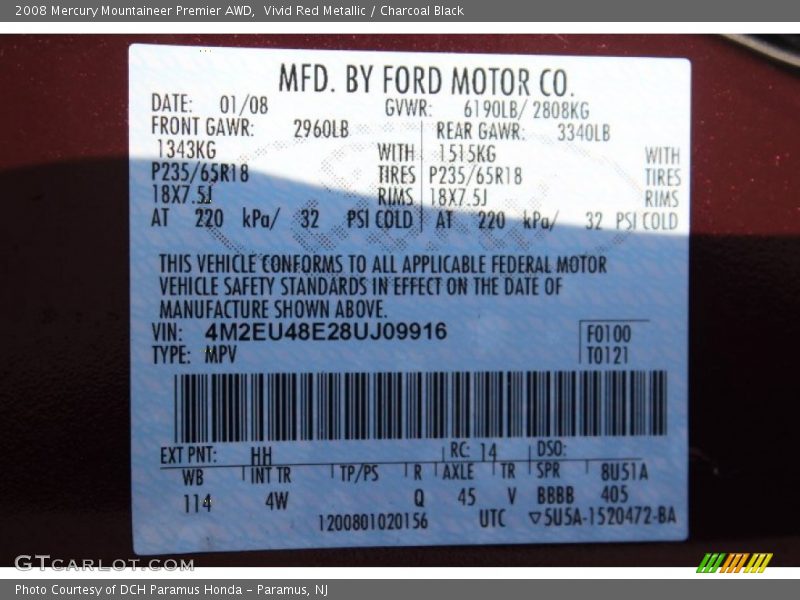 2008 Mercury Mountaineer Premier AWD, Vivid Red Metallic / Charcoal Black
MFD. BY FORD MOTOR CO.
DATE: 01/08 GVWR: 6190LB/ 2808KG
FRONT GAWR: 2960LB REAR GAWR: 3340LB
1343KG WITH 1515KG WITH
P235/65R18 TIRES P235/65R18 TIRES
18X7.5J RIMS 18X7.5J RIMS
AT 220 kPa/ 32 PSI COLD AT 220 kPa/ 32 PSI COLD
THIS VEHICLE CONFORMS TO ALL APPLICABLE FEDERAL MOTOR
VEHICLE SAFETY STANDARDS IN EFFECT ON THE DATE OF
MANUFACTURE SHOWN ABOVE.
VIN: 4M2EU48E28UJ09916 F0100
TYPE: MPV T0121
EXT PNT: HH RC: 14 DSO:
WB INT TR TP/PS R AXLE TR SPR 8U51A
114 4W Q 45 V BBBB 405
1200801020156 UTC ▽5U5A-1520472-BA
GTCARLOT.COM
Photo Courtesy of DCH Paramus Honda - Paramus, NJ